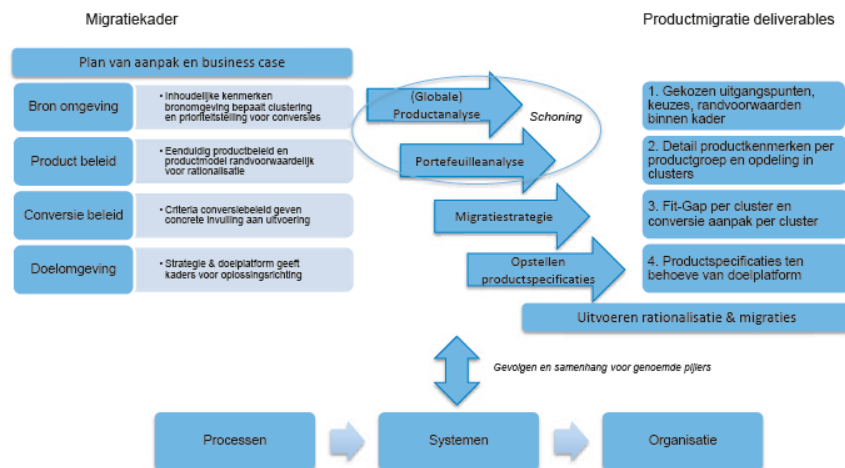 Migratiekader
Productmigratie deliverables
Plan van aanpak en business case
Bron omgeving
• Inhoudelijke kenmerken
bronomgeving bepaalt clustering
en prioriteitstelling voor conversies
Product beleid
• Eenduidig productbeleid en
productmodel randvoorwaardelijk
voor rationalisatie
Conversie beleid
• Criteria conversiebeleid geven
concrete invulling aan uitvoering
Doelomgeving
• Strategie & doelplatform geeft
kaders voor oplossingsrichting
(Globale)
Productanalyse
Schoning
Portefeuilleanalyse
Migratiestrategie
Opstellen
productspecificaties
1. Gekozen uitgangspunten,
keuzes, randvoorwaarden
binnen kader
2. Detail productkenmerken per
productgroep en opdeling in
clusters
3. Fit-Gap per cluster en
conversie aanpak per cluster
4. Productspecificaties ten
behoeve van doelplatform
Uitvoeren rationalisatie & migraties
Gevolgen en samenhang voor genoemde pijlers
Processen
Systemen
Organisatie